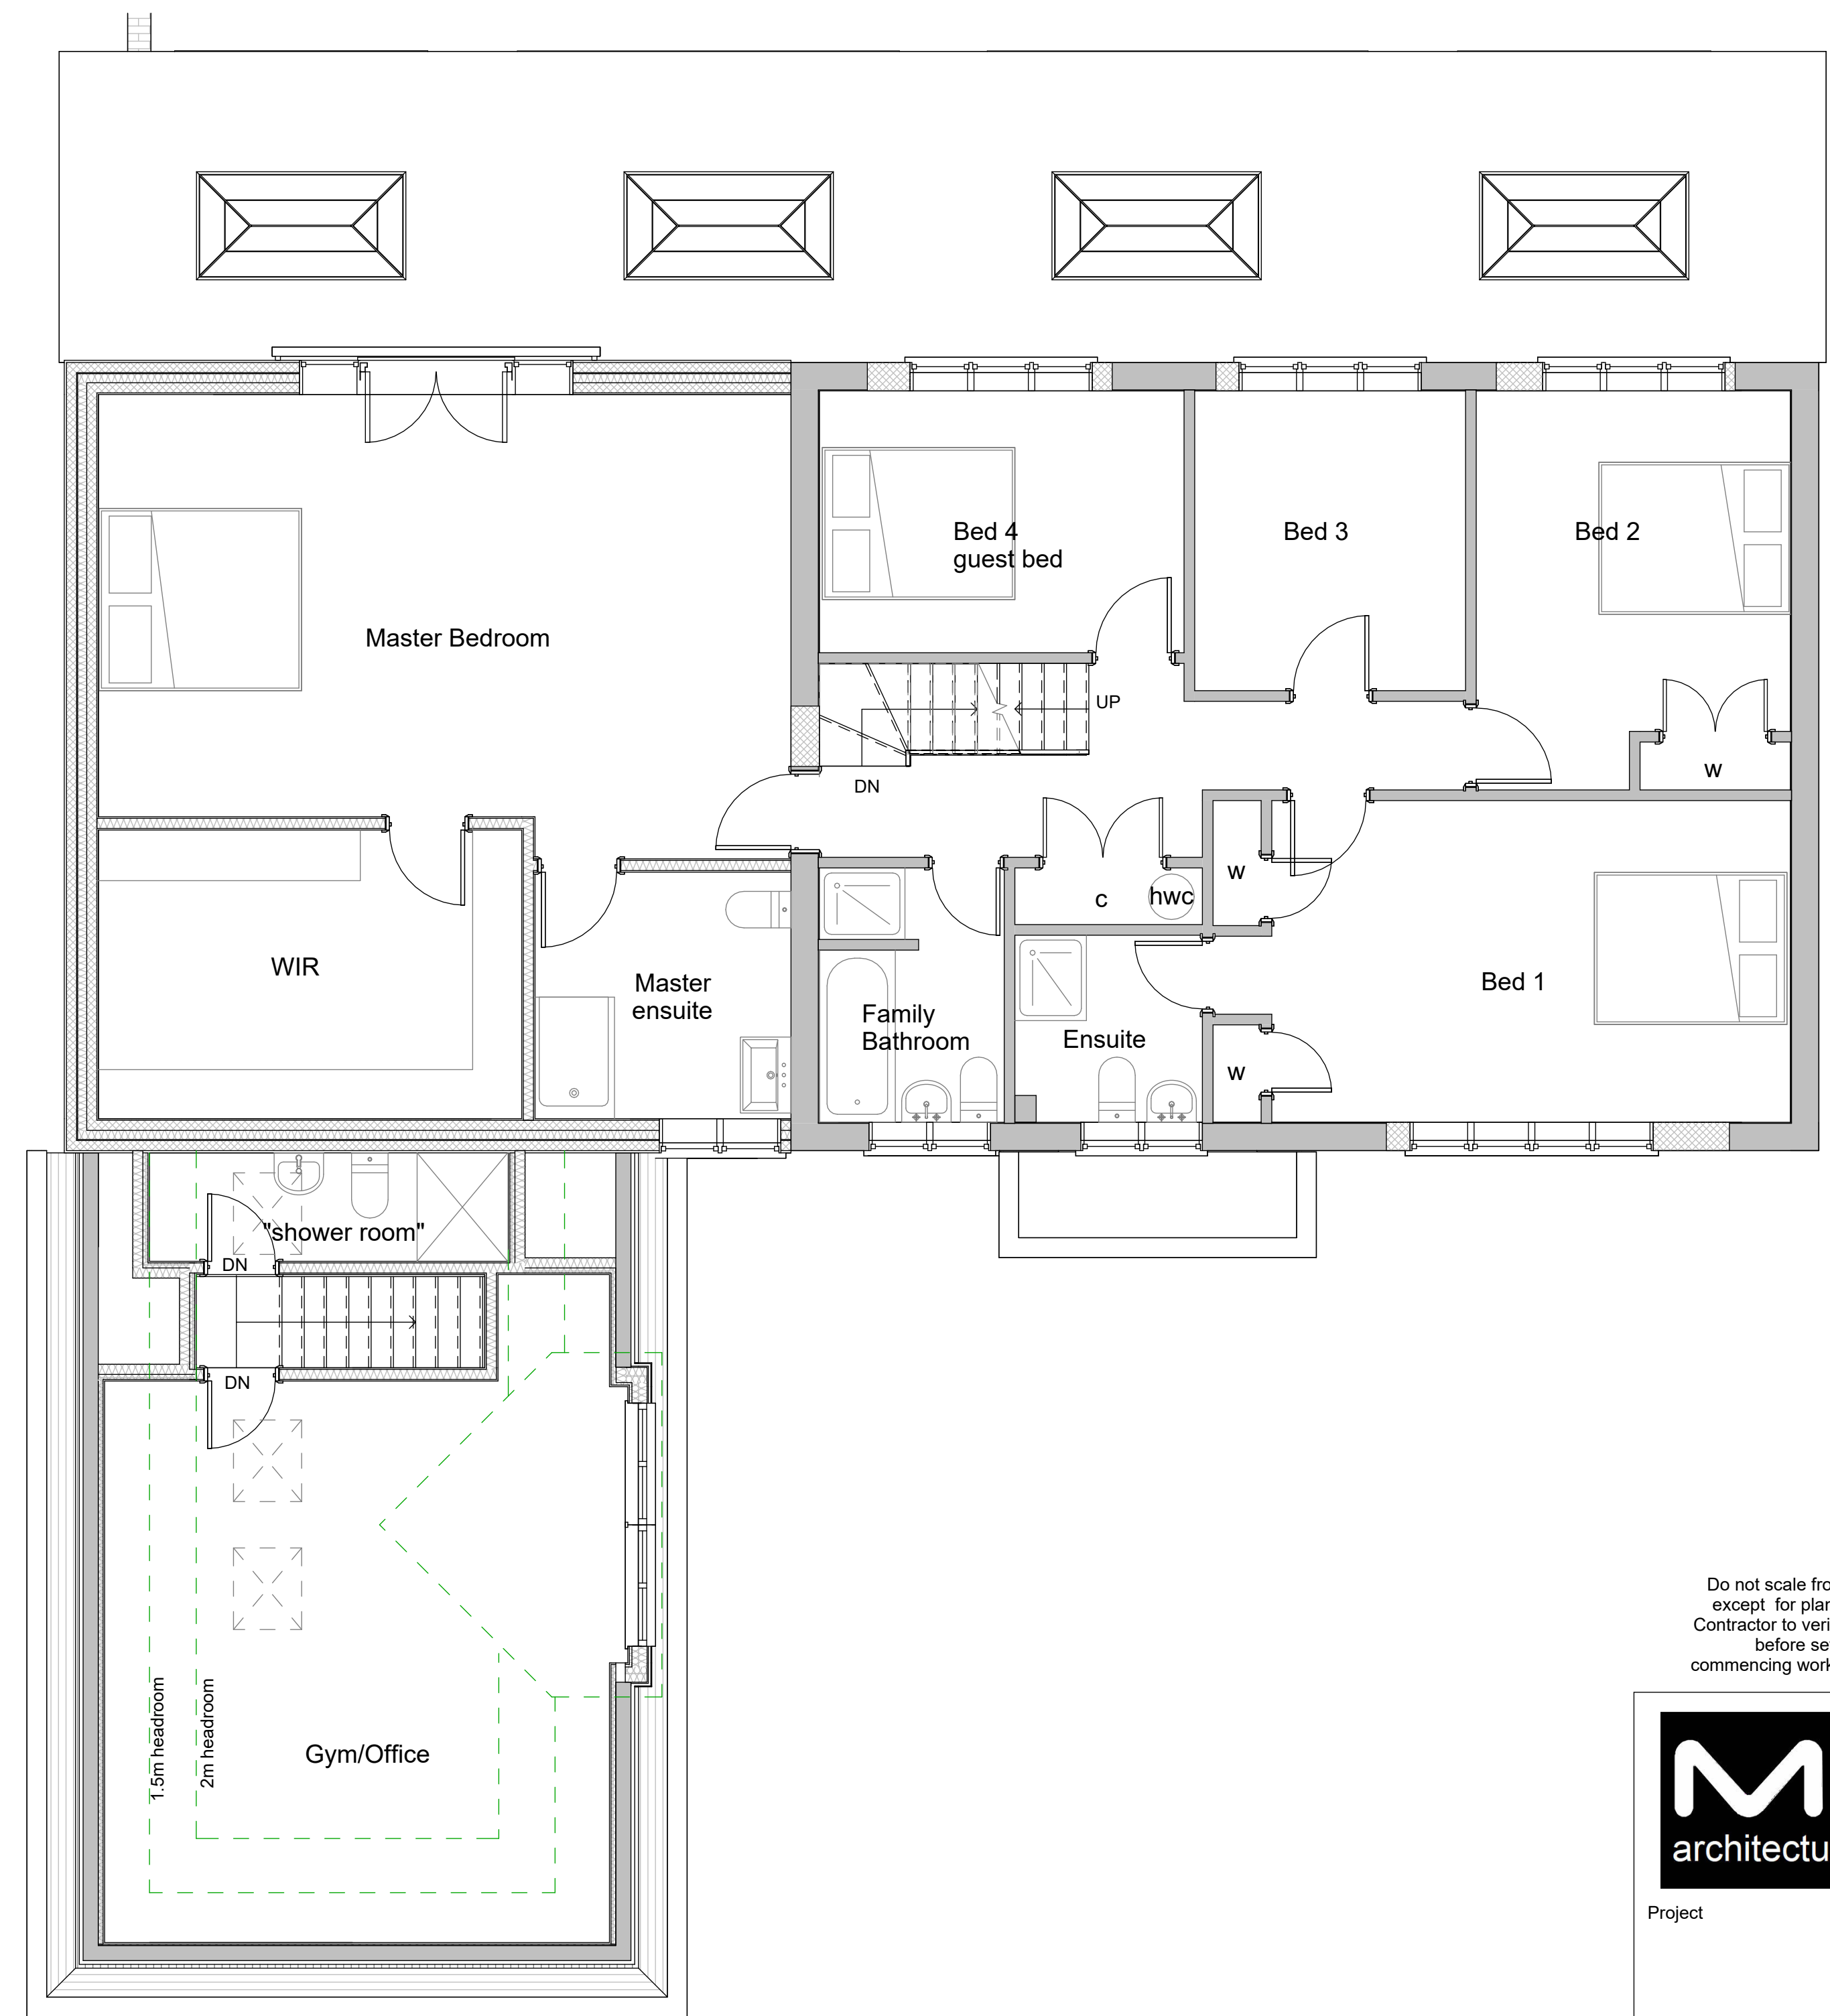 Bed 4
guest bed
Bed 3
Bed 2
Master Bedroom
UP
DN
w
w
c
hwc
WIR
Master
ensuite
Family
Bathroom
Ensuite
Bed 1
w
"shower room"
DN
DN
1.5m headroom
2m headroom
Gym/Office
Do not scale fro
except for plan
Contractor to veri
before se
commencing work
M
architectu
Project